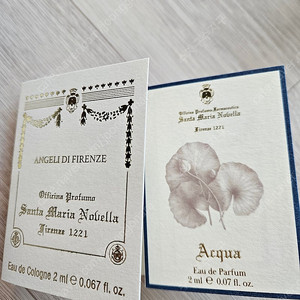 ANGELI DI FIRENZE
Officina Profumo
Santa Maria Novella
Firenze 1221
Eau de Cologne 2 ml ℮ 0.067 fl. oz.
Officina Profumo Farmaceutica
Santa Maria Novella
Firenze 1221
Acqua
Eau de Parfum
2 ml ℮ 0.07 fl. oz.